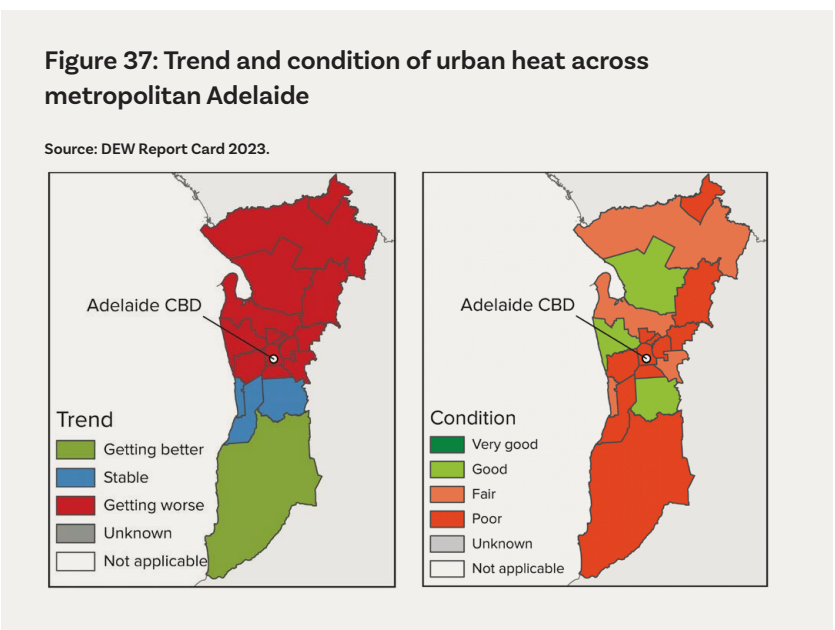 Figure 37: Trend and condition of urban heat across
metropolitan Adelaide
Source: DEW Report Card 2023.
Adelaide CBD
Trend
Getting better
Stable
Getting worse
Unknown
Not applicable
Adelaide CBD
Condition
Very good
Good
Fair
Poor
Unknown
Not applicable